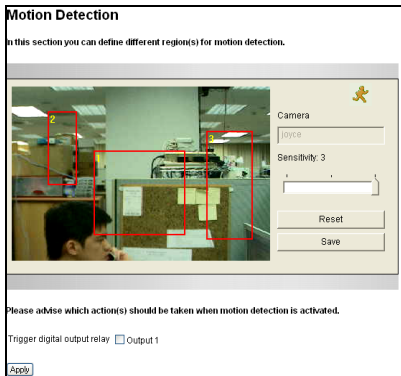 Motion Detection
In this section you can define different region(s) for motion detection.
2
1
3
Camera
joyce
Sensitivity: 3
Reset
Save
Please advise which action(s) should be taken when motion detection is activated.
Trigger digital output relay Output 1
Apply